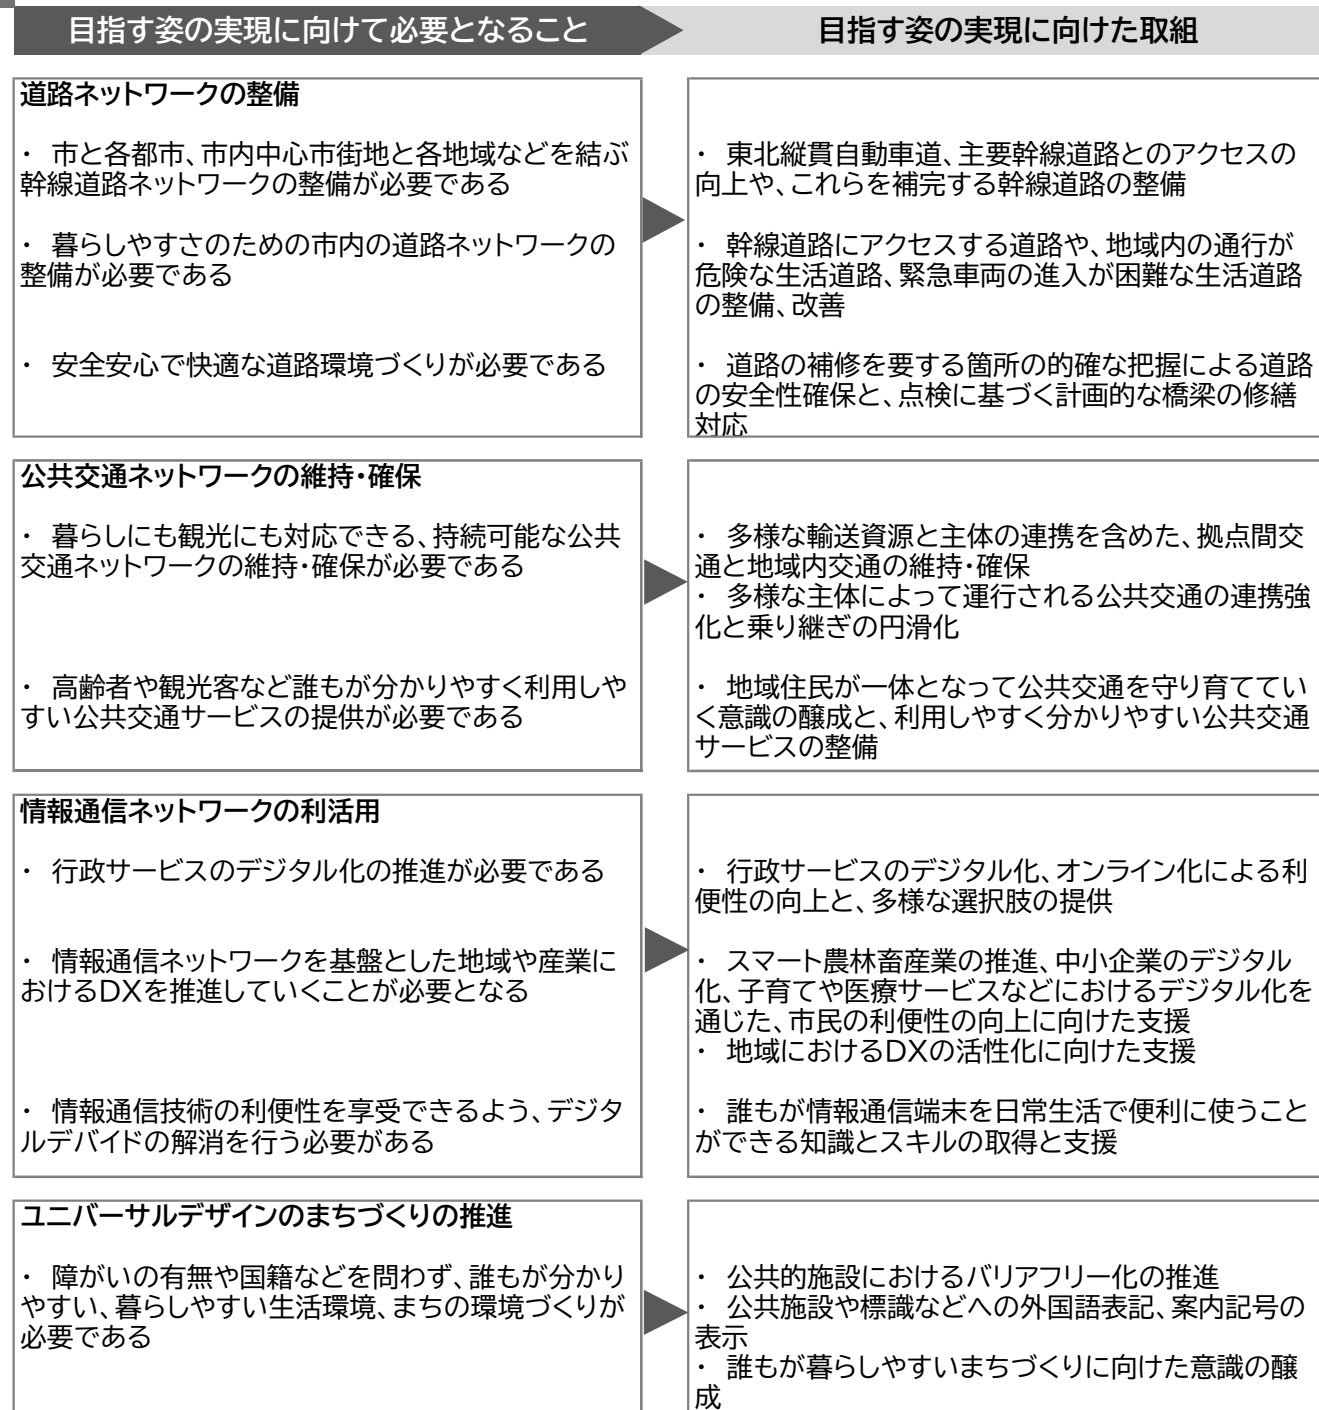 目指す姿の実現に向けて必要となること
目指す姿の実現に向けた取組
道路ネットワークの整備
・ 市と各都市、市内中心市街地と各地域などを結ぶ
幹線道路ネットワークの整備が必要である
・ 暮らしやすさのための市内の道路ネットワークの
整備が必要である
・ 安全安心で快適な道路環境づくりが必要である
・ 東北縦貫自動車道、主要幹線道路とのアクセスの
向上や、これらを補完する幹線道路の整備
・ 幹線道路にアクセスする道路や、地域内の通行が
危険な生活道路、緊急車両の進入が困難な生活道路
の整備、改善
・ 道路の補修を要する箇所の的確な把握による道路
の安全性確保と、点検に基づく計画的な橋梁の修繕
対応
公共交通ネットワークの維持・確保
・ 暮らしにも観光にも対応できる、持続可能な公共
交通ネットワークの維持・確保が必要である
・ 高齢者や観光客など誰もが分かりやすく利用しや
すい公共交通サービスの提供が必要である
・ 多様な輸送資源と主体の連携を含めた、拠点間交
通と地域内交通の維持・確保
・ 多様な主体によって運行される公共交通の連携強
化と乗り継ぎの円滑化
・ 地域住民が一体となって公共交通を守り育ててい
く意識の醸成と、利用しやすく分かりやすい公共交通
サービスの整備
情報通信ネットワークの利活用
・ 行政サービスのデジタル化の推進が必要である
・ 情報通信ネットワークを基盤とした地域や産業に
おけるDXを推進していくことが必要となる
・ 情報通信技術の利便性を享受できるよう、デジタ
ルデバイドの解消を行う必要がある
・ 行政サービスのデジタル化、オンライン化による利
便性の向上と、多様な選択肢の提供
・ スマート農林畜産業の推進、中小企業のデジタル
化、子育てや医療サービスなどにおけるデジタル化を
通じた、市民の利便性の向上に向けた支援
・ 地域におけるDXの活性化に向けた支援
・ 誰もが情報通信端末を日常生活で便利に使うこと
ができる知識とスキルの取得と支援
ユニバーサルデザインのまちづくりの推進
・ 障がいの有無や国籍などを問わず、誰もが分かり
やすい、暮らしやすい生活環境、まちの環境づくりが
必要である
・ 公共的施設におけるバリアフリー化の推進
・ 公共施設や標識などへの外国語表記、案内記号の
表示
・ 誰もが暮らしやすいまちづくりに向けた意識の醸
成